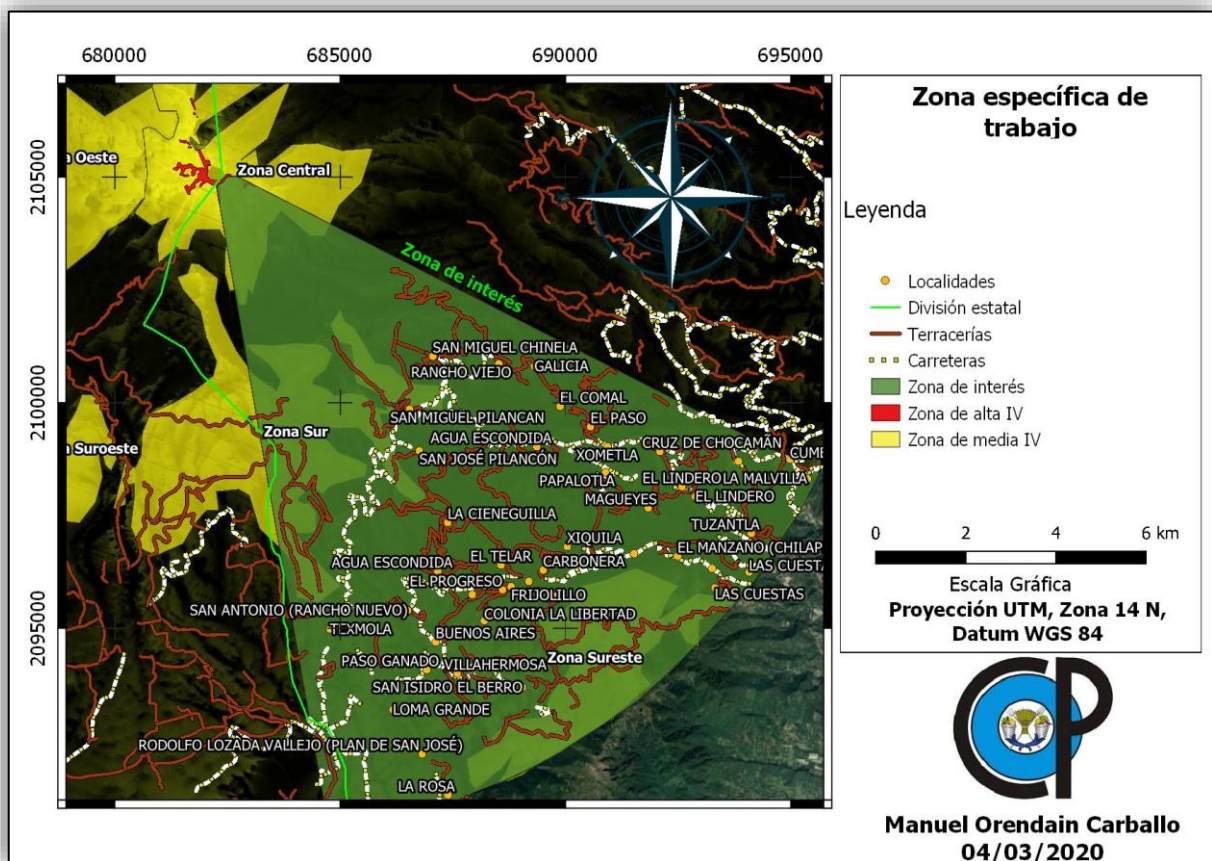 680000 685000 690000 695000
2105000
2100000
2095000
a Oeste
Zona Central
Zona de interés
SAN MIGUEL CHINELA
RANCHO VIEJO
GALICIA
EL COMAL
SAN MIGUEL PILANCAN
EL PASO
Zona Sur
AGUA ESCONDIDA
CRUZ DE CHOCAMÁN
a Suroeste
SAN JOSÉ PILANCÓN
XOMETLA
CUMB
PAPALOTLA
EL LINDERO
LA MALVILLA
MAGUEYES
EL LINDERO
LA CIENEGUILLA
TUZANTLA
XIQUILA
AGUA ESCONDIDA
EL TELAR
CARBONERA
EL MANZANO (CHILAP
LAS CUESTA
EL PROGRESO
FRIJOLILLO
LAS CUESTAS
SAN ANTONIO (RANCHO NUEVO)
COLONIA LA LIBERTAD
TEXMOLA
BUENOS AIRES
PASO GANADO
VILLAHERMOSA
Zona Sureste
SAN ISIDRO EL BERRO
LOMA GRANDE
RODOLFO LOZADA VALLEJO (PLAN DE SAN JOSÉ)
LA ROSA
Zona específica de
trabajo
Leyenda
Localidades
División estatal
Terracerías
Carreteras
Zona de interés
Zona de alta IV
Zona de media IV
0 2 4 6 km
Escala Gráfica
Proyección UTM, Zona 14 N,
Datum WGS 84
CP
Manuel Orendain Carballo
04/03/2020